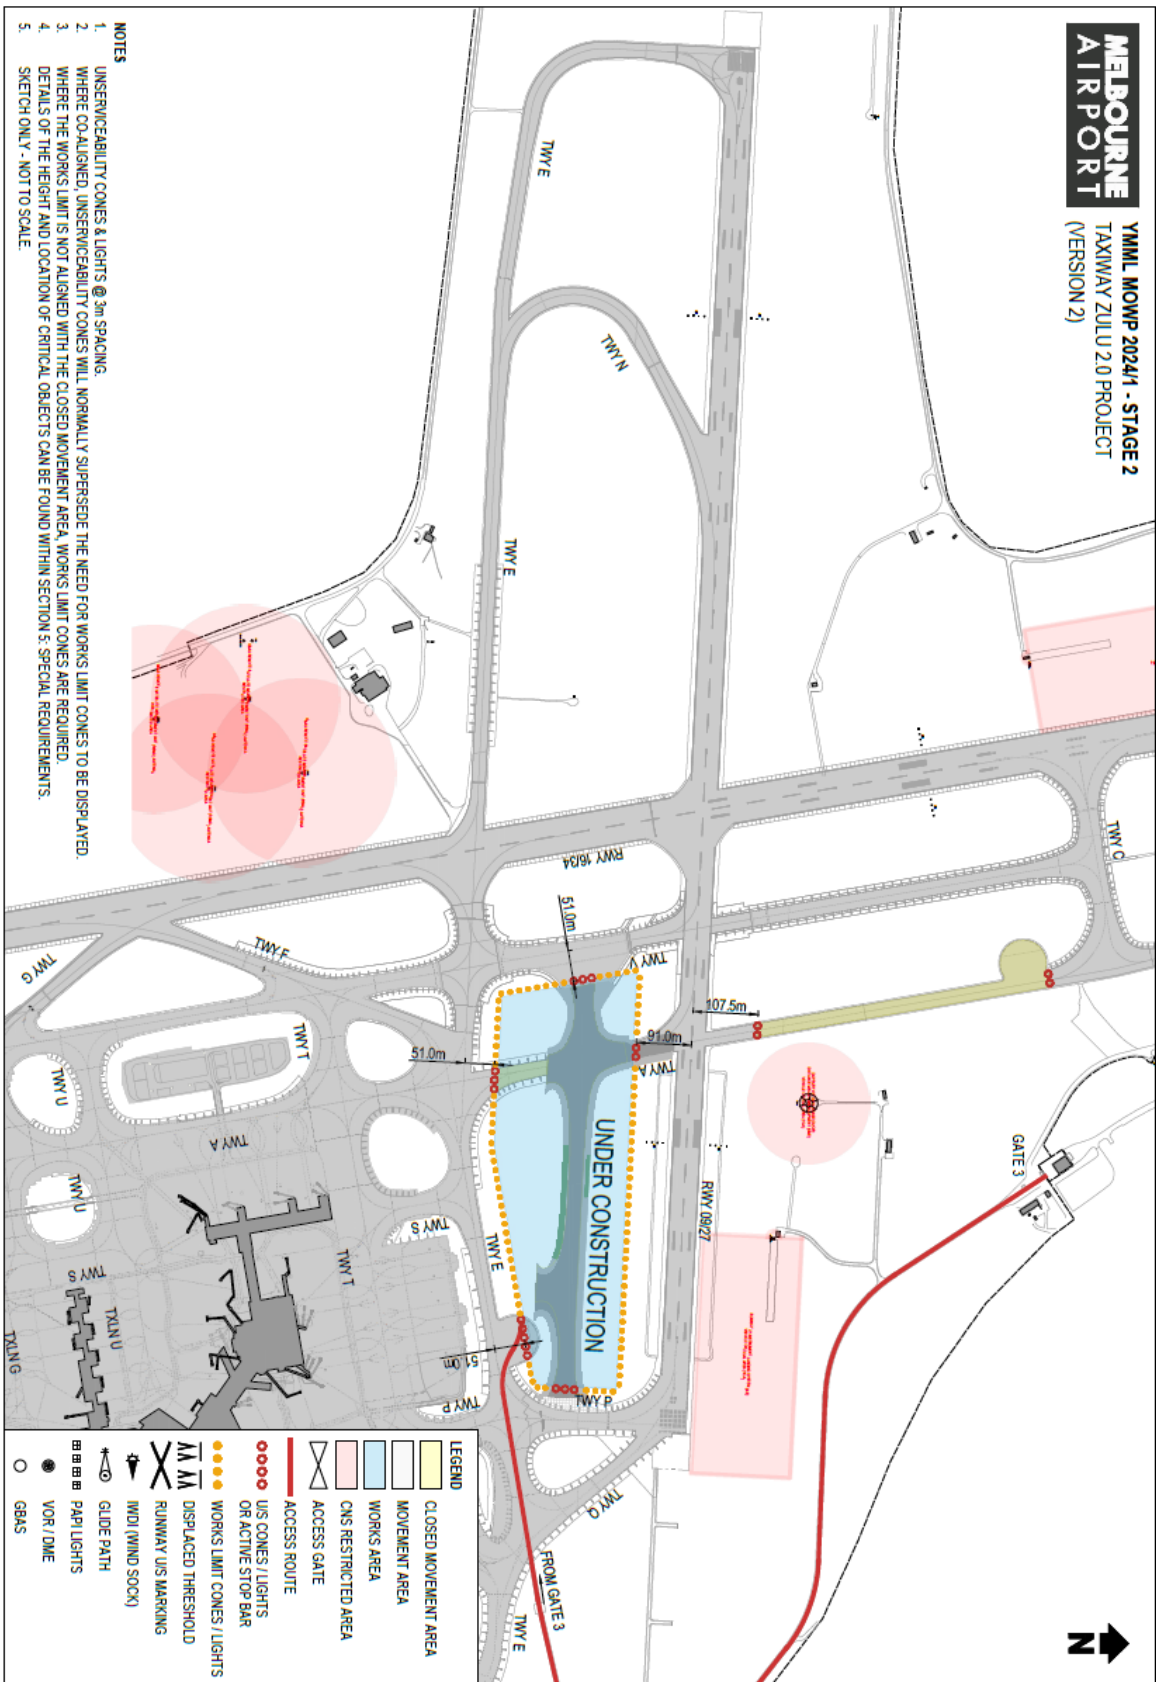 MELBOURNE
AIRPORT
YMML MOWP 2024/1 - STAGE 2
TAXIWAY ZULU 2.0 PROJECT
(VERSION 2)
N
TWY E
TWY N
TWY E
TWY C
RWY 16/34
51.0m
TWY V
TWY F
TWY G
107.5m
91.0m
TWY A
51.0m
TWY T
TWY U
TWY A
TWY U
UNDER CONSTRUCTION
GATE 3
RWY 09/27
TWY S
TWY E
TWY T
TWY S
TXLN U
TXLN G
51.0m
TWY P
TWY P
TWY Q
FROM GATE 3
TWY E
NOTES
1. UNSERVICEABILITY CONES & LIGHTS @ 3m SPACING.
2. WHERE CO-ALIGNED, UNSERVICEABILITY CONES WILL NORMALLY SUPERSEDE THE NEED FOR WORKS LIMIT CONES TO BE DISPLAYED.
3. WHERE THE WORKS LIMIT IS NOT ALIGNED WITH THE CLOSED MOVEMENT AREA, WORKS LIMIT CONES ARE REQUIRED.
4. DETAILS OF THE HEIGHT AND LOCATION OF CRITICAL OBJECTS CAN BE FOUND WITHIN SECTION 5: SPECIAL REQUIREMENTS.
5. SKETCH ONLY - NOT TO SCALE.
LEGEND
CLOSED MOVEMENT AREA
MOVEMENT AREA
WORKS AREA
CNS RESTRICTED AREA
ACCESS GATE
ACCESS ROUTE
U/S CONES / LIGHTS
OR ACTIVE STOP BAR
WORKS LIMIT CONES / LIGHTS
DISPLACED THRESHOLD
RUNWAY U/S MARKING
IWDI (WIND SOCK)
GLIDE PATH
PAPI LIGHTS
VOR / DME
GBAS